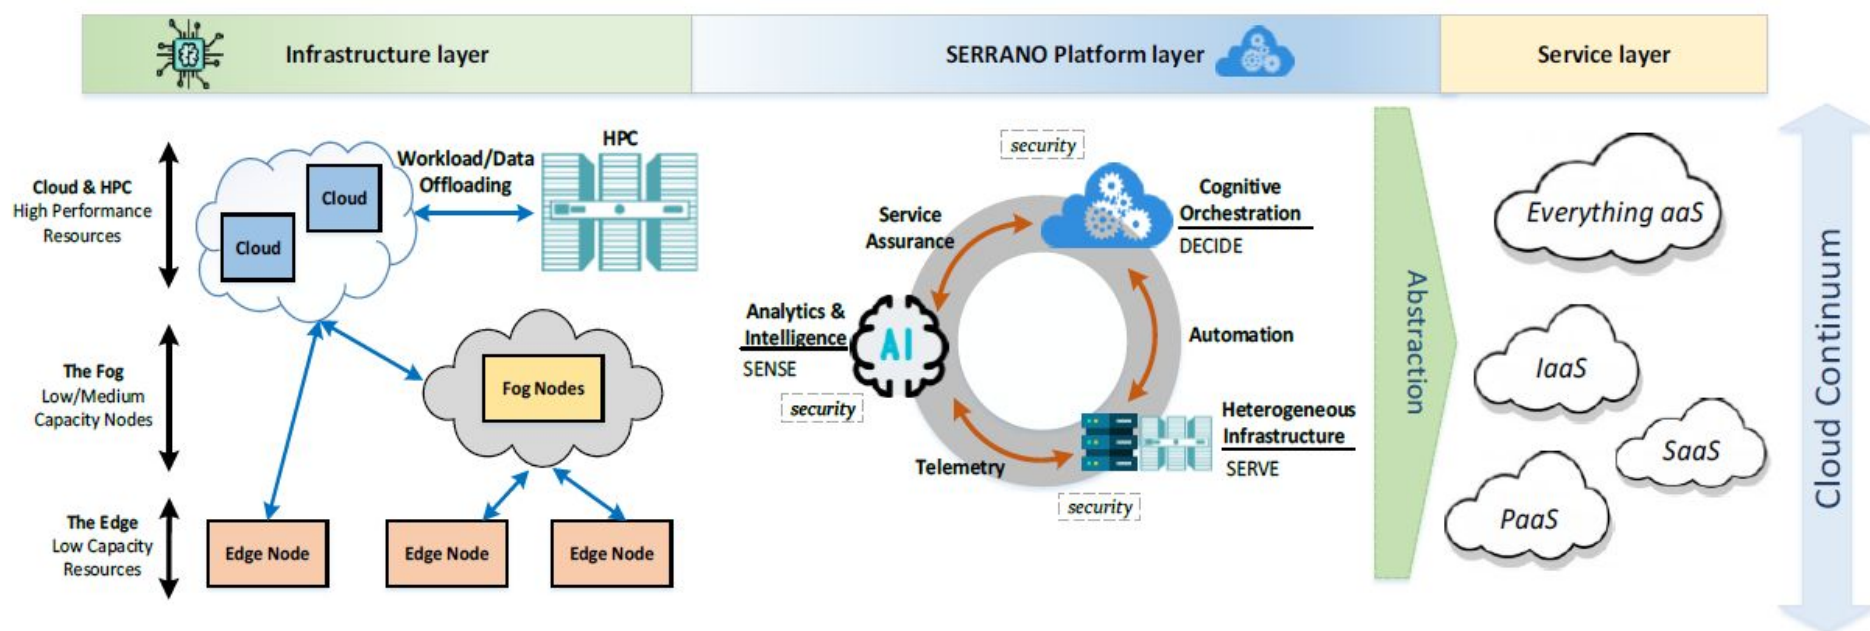 Infrastructure layer
SERRANO Platform layer
Service layer
Cloud & HPC
High Performance
Resources
Cloud
Cloud
Workload/Data
Offloading
HPC
The Fog
Low/Medium
Capacity Nodes
Fog Nodes
The Edge
Low Capacity
Resources
Edge Node
Edge Node
Edge Node
security
Cognitive
Orchestration
DECIDE
Service
Assurance
Analytics &
Intelligence
SENSE
AI
security
Automation
Heterogeneous
Infrastructure
SERVE
Telemetry
security
Abstraction
Everything aaS
IaaS
SaaS
PaaS
Cloud Continuum